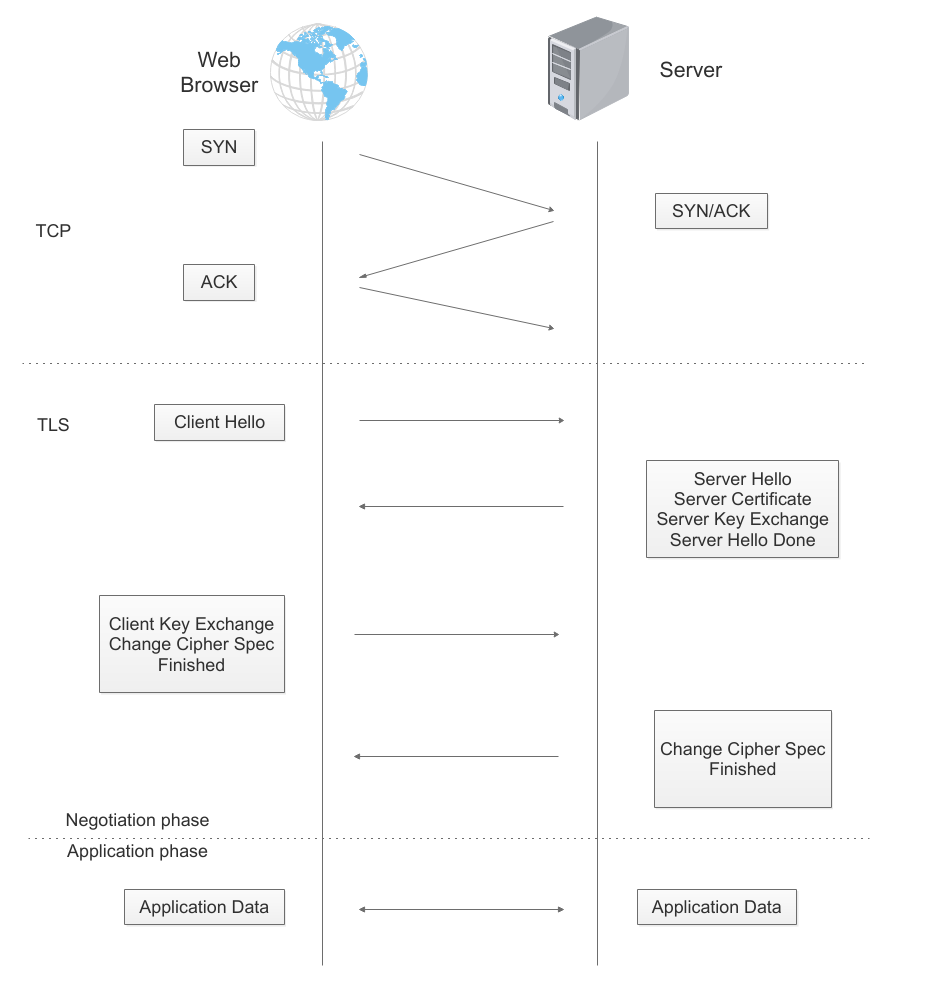 Web
Browser
Server
SYN
SYN/ACK
TCP
ACK
TLS
Client Hello
Server Hello
Server Certificate
Server Key Exchange
Server Hello Done
Client Key Exchange
Change Cipher Spec
Finished
Change Cipher Spec
Finished
Negotiation phase
Application phase
Application Data
Application Data